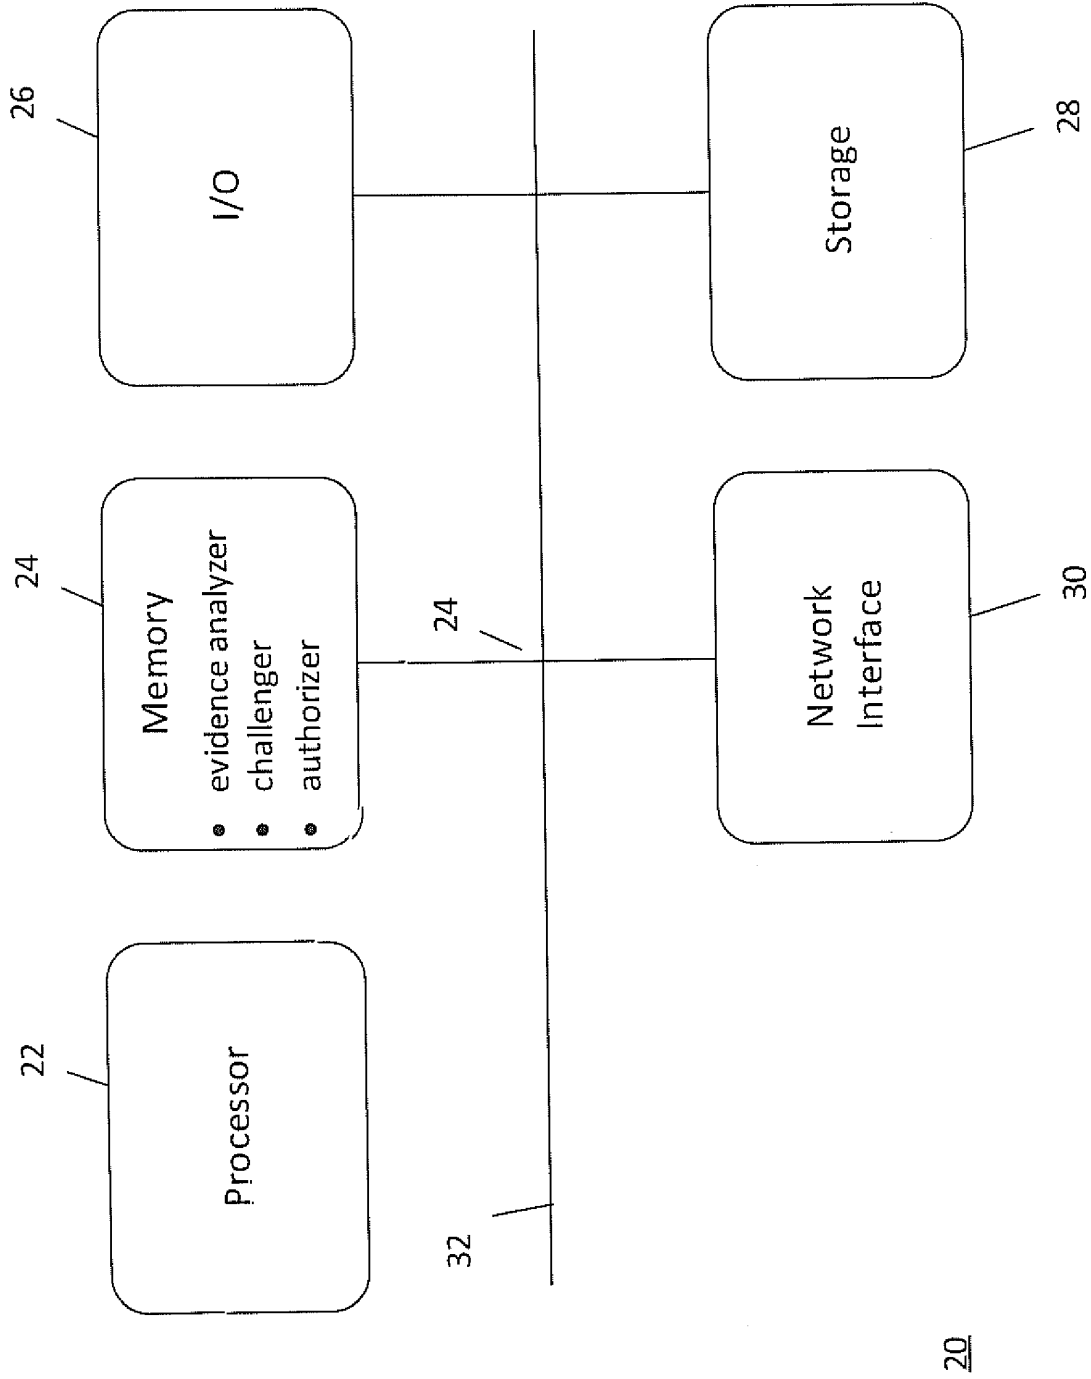 22
24
26
Processor
Memory
• evidence analyzer
• challenger
• authorizer
I/O
32
24
Network
Interface
Storage
30
28
20